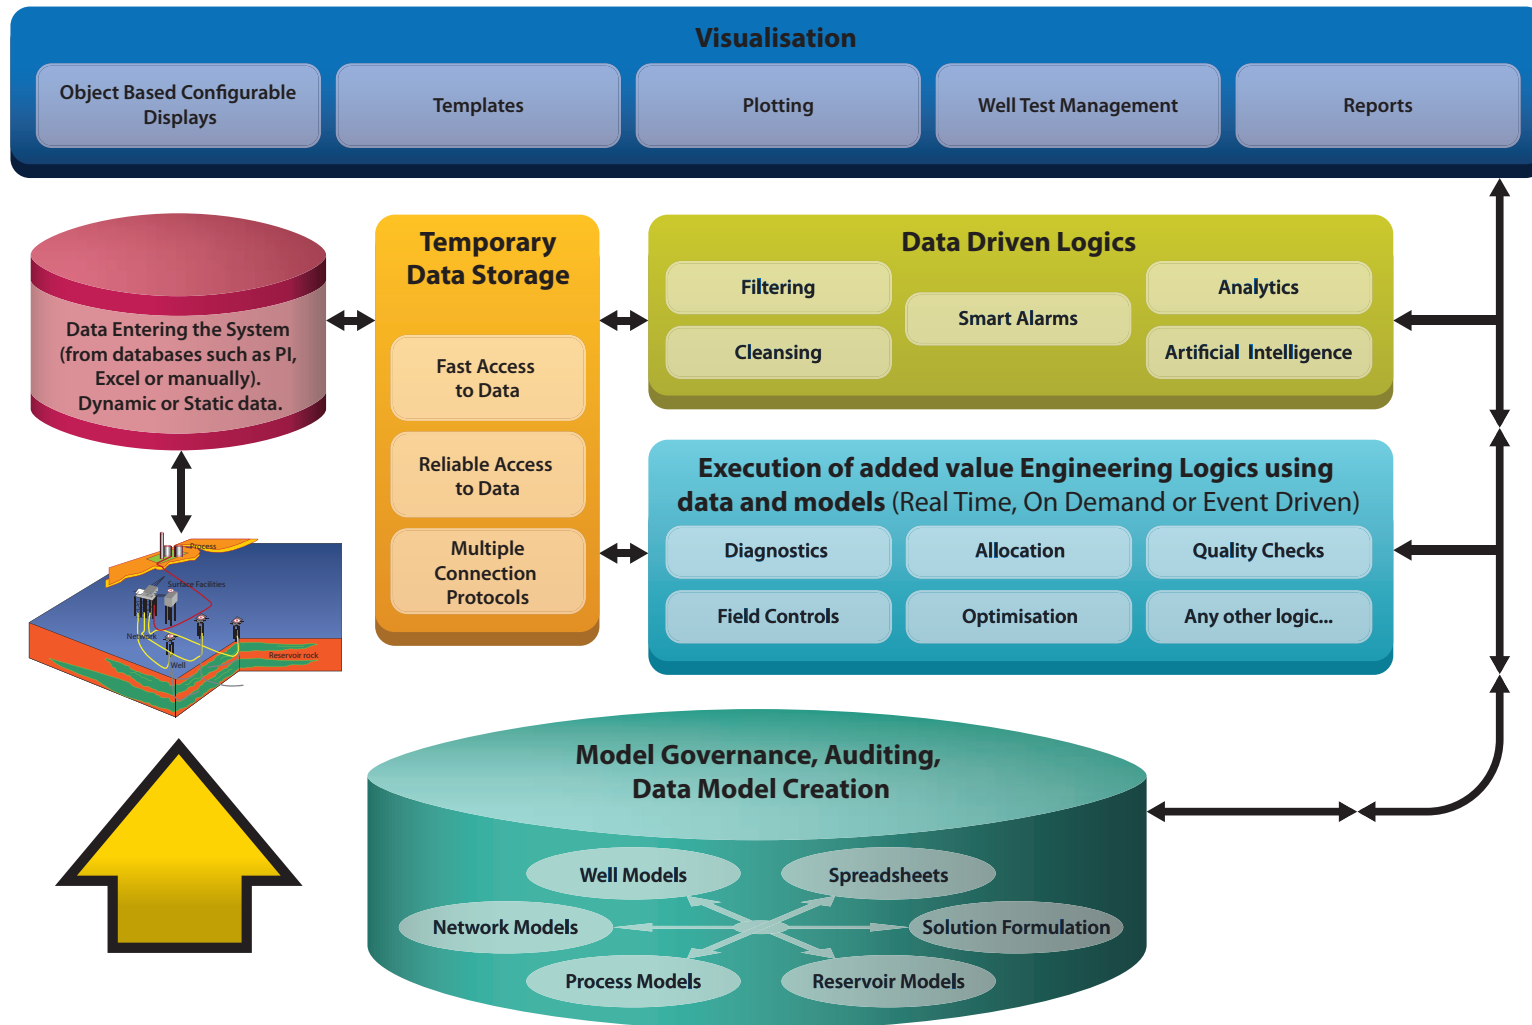 Visualisation
Object Based Configurable
Displays
Templates
Plotting
Well Test Management
Reports
Data Entering the System
(from databases such as PI,
Excel or manually).
Dynamic or Static data.
Temporary
Data Storage
Fast Access
to Data
Reliable Access
to Data
Multiple
Connection
Protocols
Data Driven Logics
Filtering
Cleansing
Smart Alarms
Analytics
Artificial Intelligence
Execution of added value Engineering Logics using
data and models (Real Time, On Demand or Event Driven)
Diagnostics
Allocation
Quality Checks
Field Controls
Optimisation
Any other logic...
Process
Surface Facilities
Network
Well
Reservoir rock
Model Governance, Auditing,
Data Model Creation
Well Models
Spreadsheets
Network Models
Solution Formulation
Process Models
Reservoir Models